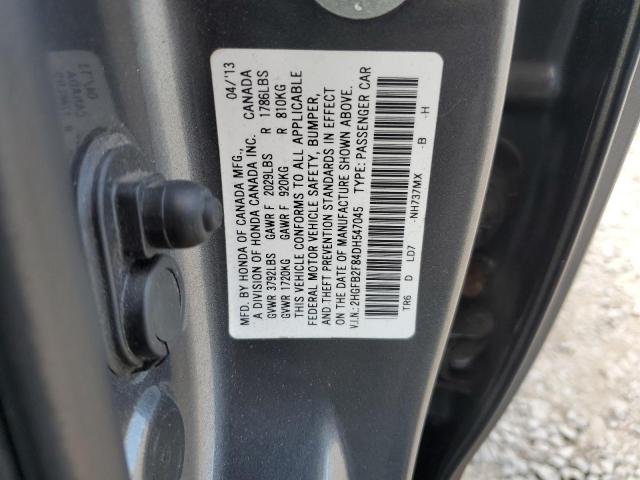 MFD. BY HONDA OF CANADA MFG., 04/'13
A DIVISION OF HONDA CANADA INC. CANADA
GVWR 3792LBS GAWR F 2029LBS R 1786LBS
GVWR 1720KG GAWR F 920KG R 810KG
THIS VEHICLE CONFORMS TO ALL APPLICABLE
FEDERAL MOTOR VEHICLE SAFETY, BUMPER,
AND THEFT PREVENTION STANDARDS IN EFFECT
ON THE DATE OF MANUFACTURE SHOWN ABOVE.
V.I.N.: 2HGFB2F84DH547045 TYPE: PASSENGER CAR
TR6 D LD7 NH737MX -B -H